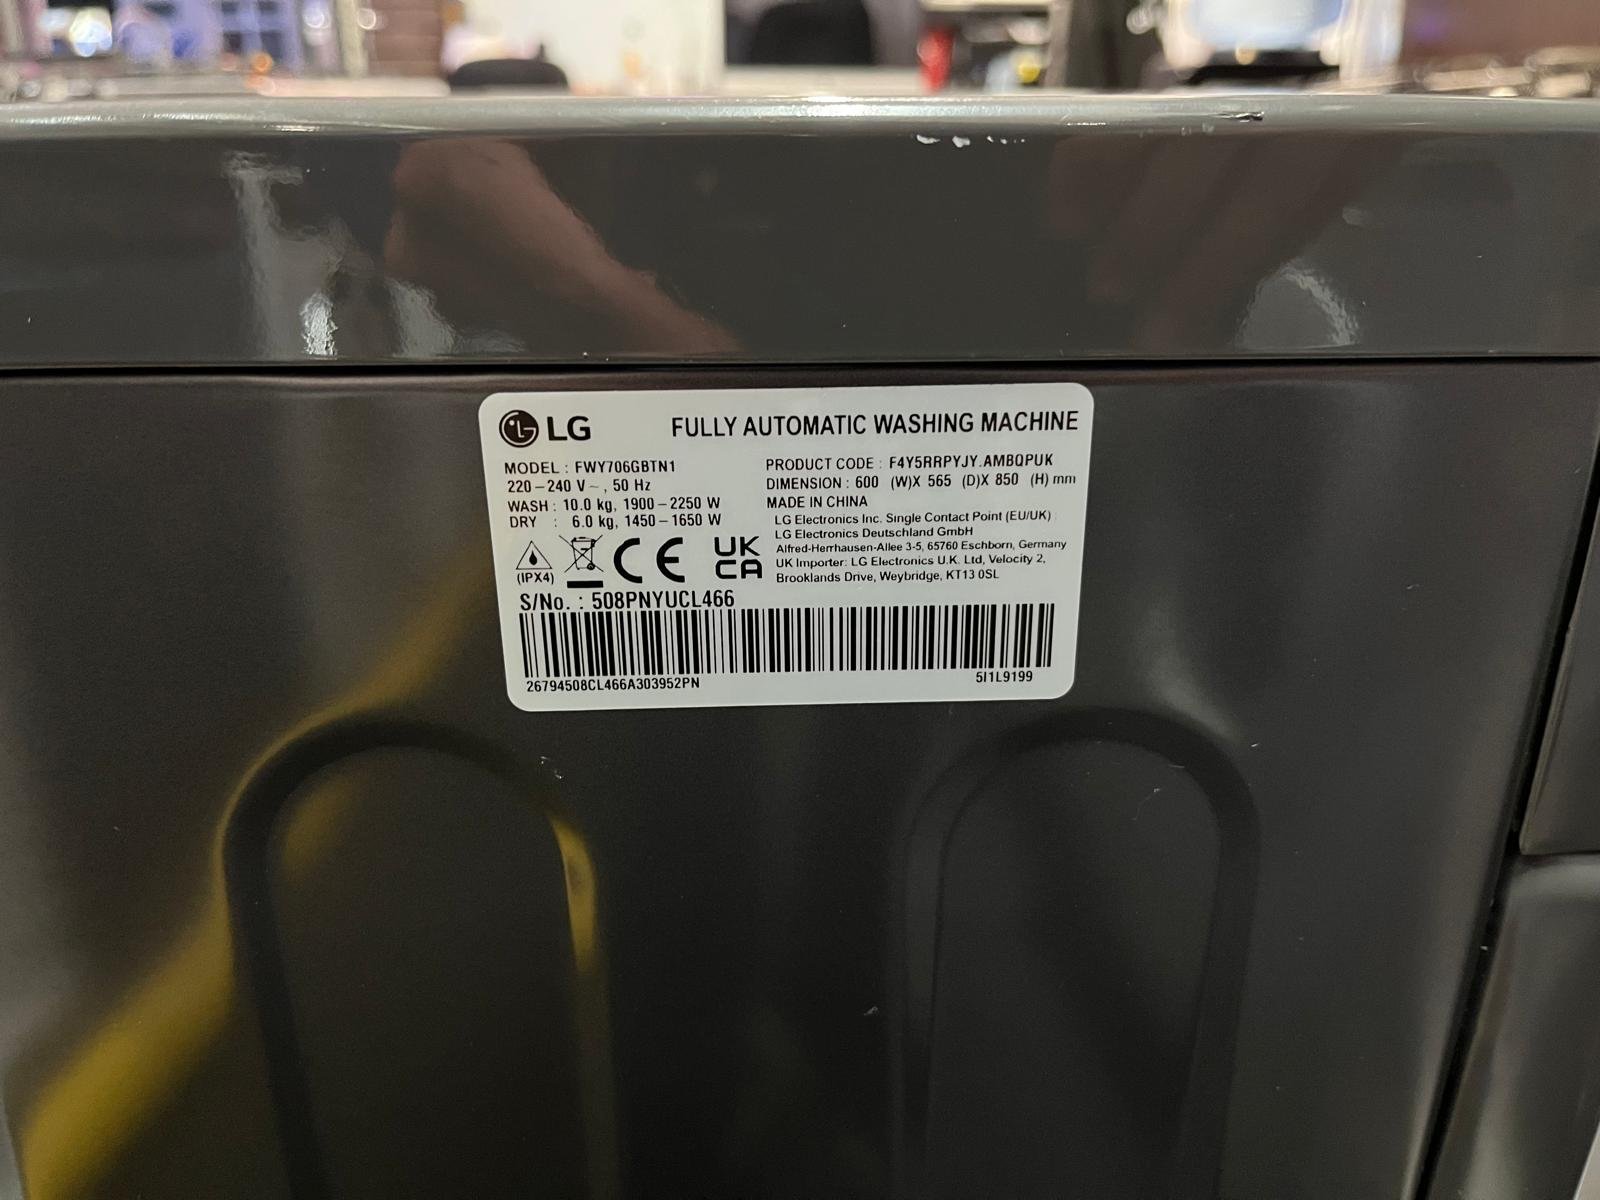 LG FULLY AUTOMATIC WASHING MACHINE
MODEL : FWY706GBTN1
220-240 V~, 50 Hz
WASH : 10.0 kg, 1900-2250 W
DRY : 6.0 kg, 1450-1650 W
PRODUCT CODE : F4Y5RRPYJY.AMBQPUK
DIMENSION : 600 (W)X 565 (D)X 850 (H) mm
MADE IN CHINA
LG Electronics Inc. Single Contact Point (EU/UK) :
LG Electronics Deutschland GmbH
Alfred-Herrhausen-Allee 3-5, 65760 Eschborn, Germany
UK Importer: LG Electronics U.K. Ltd, Velocity 2,
Brooklands Drive, Weybridge, KT13 0SL
(IPX4)
CE
UK
CA
S/No. : 508PNYUCL466
26794508CL466A303952PN 5I1L9199